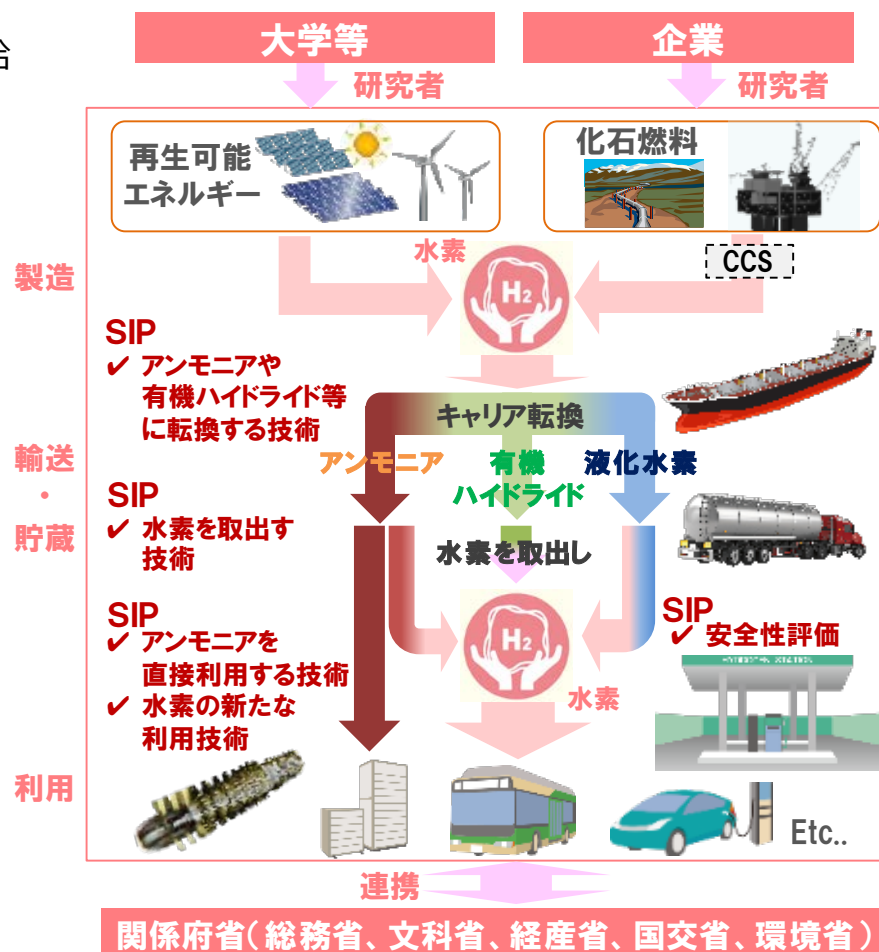 大学等
企業
給
研究者
研究者
再生可能
エネルギー
化石燃料
水素
CCS
製造
H2
SIP
✔ アンモニアや
有機ハイドライド等
に転換する技術
キャリア転換
輸送
・
貯蔵
アンモニア
有機
ハイドライド
液化水素
SIP
✔ 水素を取出す
技術
水素を取出し
SIP
✔ アンモニアを
直接利用する技術
✔ 水素の新たな
利用技術
H2
SIP
✔ 安全性評価
HYDROGEN STATION
水素
利用
Etc..
連携
関係府省(総務省、文科省、経産省、国交省、環境省)